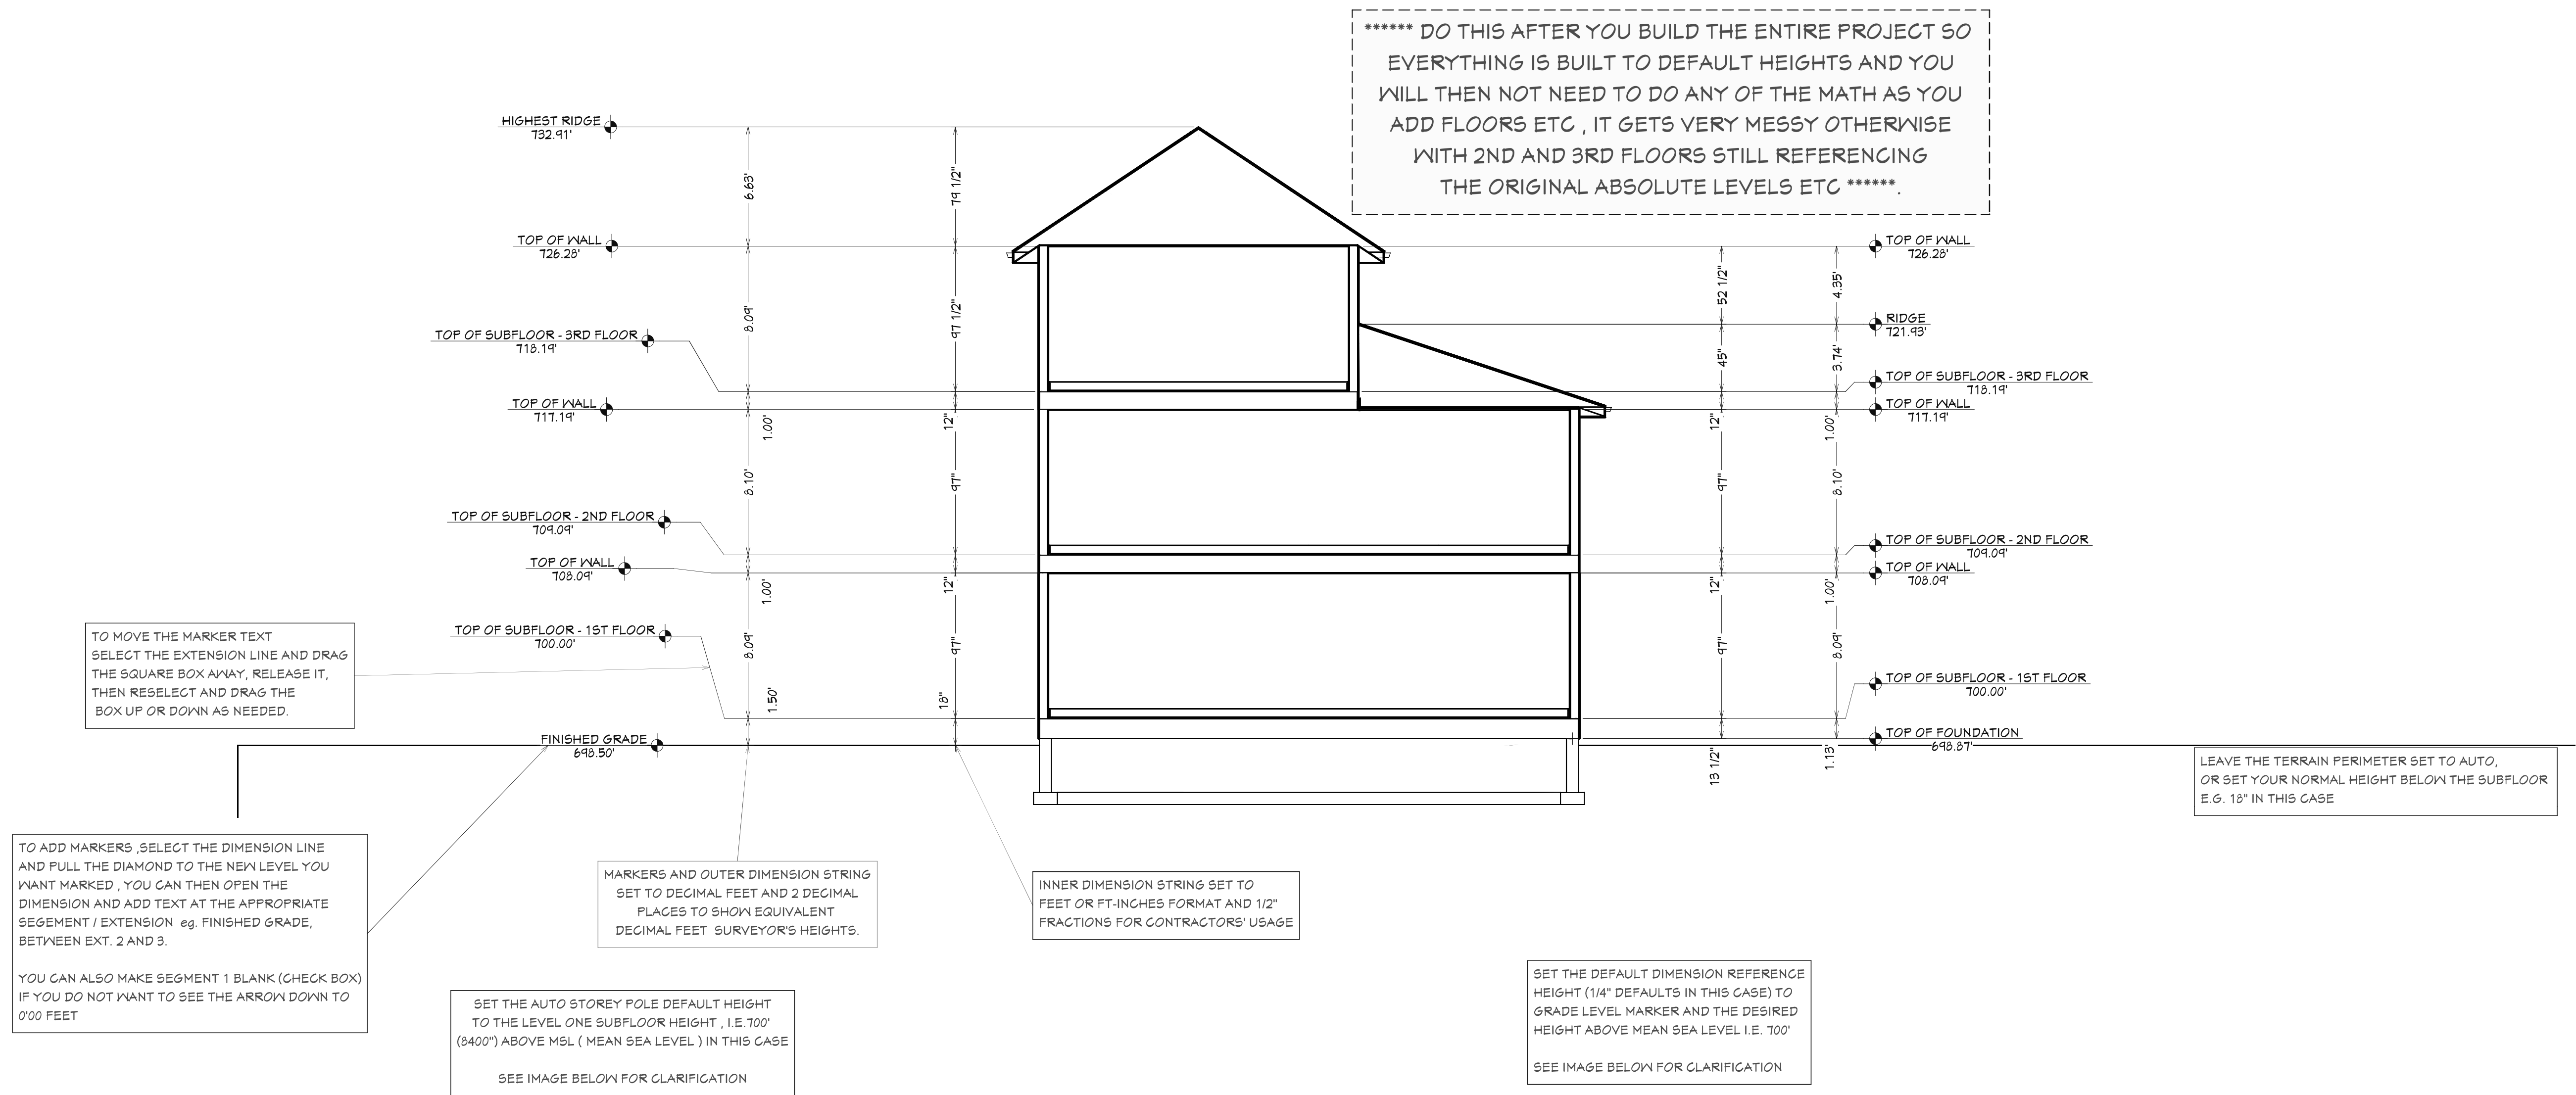 ****** DO THIS AFTER YOU BUILD THE ENTIRE PROJECT SO
EVERYTHING IS BUILT TO DEFAULT HEIGHTS AND YOU
WILL THEN NOT NEED TO DO ANY OF THE MATH AS YOU
ADD FLOORS ETC , IT GETS VERY MESSY OTHERWISE
WITH 2ND AND 3RD FLOORS STILL REFERENCING
THE ORIGINAL ABSOLUTE LEVELS ETC ******.
HIGHEST RIDGE
732.91'
TOP OF WALL
726.28'
TOP OF SUBFLOOR - 3RD FLOOR
718.19'
TOP OF WALL
717.19'
TOP OF SUBFLOOR - 2ND FLOOR
709.09'
TOP OF WALL
708.09'
TOP OF SUBFLOOR - 1ST FLOOR
700.00'
FINISHED GRADE
698.50'
6.63'
8.09'
1.00'
8.10'
1.00'
8.09'
1.50'
79 1/2"
97 1/2"
12"
97"
12"
97"
18"
52 1/2"
45"
12"
97"
12"
97"
13 1/2"
4.35'
3.74'
1.00'
8.10'
1.00'
8.09'
1.13'
TOP OF WALL
726.28'
RIDGE
721.93'
TOP OF SUBFLOOR - 3RD FLOOR
718.19'
TOP OF WALL
717.19'
TOP OF SUBFLOOR - 2ND FLOOR
709.09'
TOP OF WALL
708.09'
TOP OF SUBFLOOR - 1ST FLOOR
700.00'
TOP OF FOUNDATION
698.87'
TO MOVE THE MARKER TEXT
SELECT THE EXTENSION LINE AND DRAG
THE SQUARE BOX AWAY, RELEASE IT,
THEN RESELECT AND DRAG THE
BOX UP OR DOWN AS NEEDED.
LEAVE THE TERRAIN PERIMETER SET TO AUTO,
OR SET YOUR NORMAL HEIGHT BELOW THE SUBFLOOR
E.G. 18" IN THIS CASE
TO ADD MARKERS ,SELECT THE DIMENSION LINE
AND PULL THE DIAMOND TO THE NEW LEVEL YOU
WANT MARKED , YOU CAN THEN OPEN THE
DIMENSION AND ADD TEXT AT THE APPROPRIATE
SEGEMENT / EXTENSION eg. FINISHED GRADE,
BETWEEN EXT. 2 AND 3.
YOU CAN ALSO MAKE SEGMENT 1 BLANK (CHECK BOX)
IF YOU DO NOT WANT TO SEE THE ARROW DOWN TO
0'00 FEET
MARKERS AND OUTER DIMENSION STRING
SET TO DECIMAL FEET AND 2 DECIMAL
PLACES TO SHOW EQUIVALENT
DECIMAL FEET SURVEYOR'S HEIGHTS.
INNER DIMENSION STRING SET TO
FEET OR FT-INCHES FORMAT AND 1/2"
FRACTIONS FOR CONTRACTORS' USAGE
SET THE AUTO STOREY POLE DEFAULT HEIGHT
TO THE LEVEL ONE SUBFLOOR HEIGHT , I.E.700'
(8400") ABOVE MSL ( MEAN SEA LEVEL ) IN THIS CASE
SEE IMAGE BELOW FOR CLARIFICATION
SET THE DEFAULT DIMENSION REFERENCE
HEIGHT (1/4" DEFAULTS IN THIS CASE) TO
GRADE LEVEL MARKER AND THE DESIRED
HEIGHT ABOVE MEAN SEA LEVEL I.E. 700'
SEE IMAGE BELOW FOR CLARIFICATION